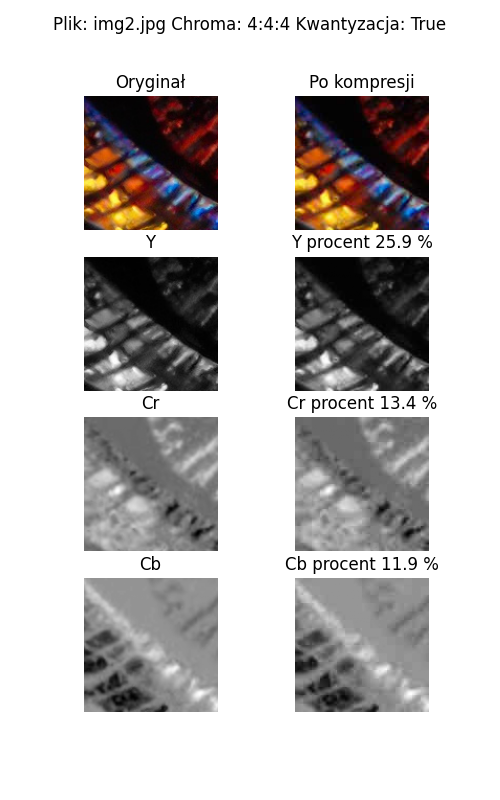 Plik: img2.jpg Chroma: 4:4:4 Kwantyzacja: True
Oryginał Po kompresji
Y Y procent 25.9 %
Cr Cr procent 13.4 %
Cb Cb procent 11.9 %